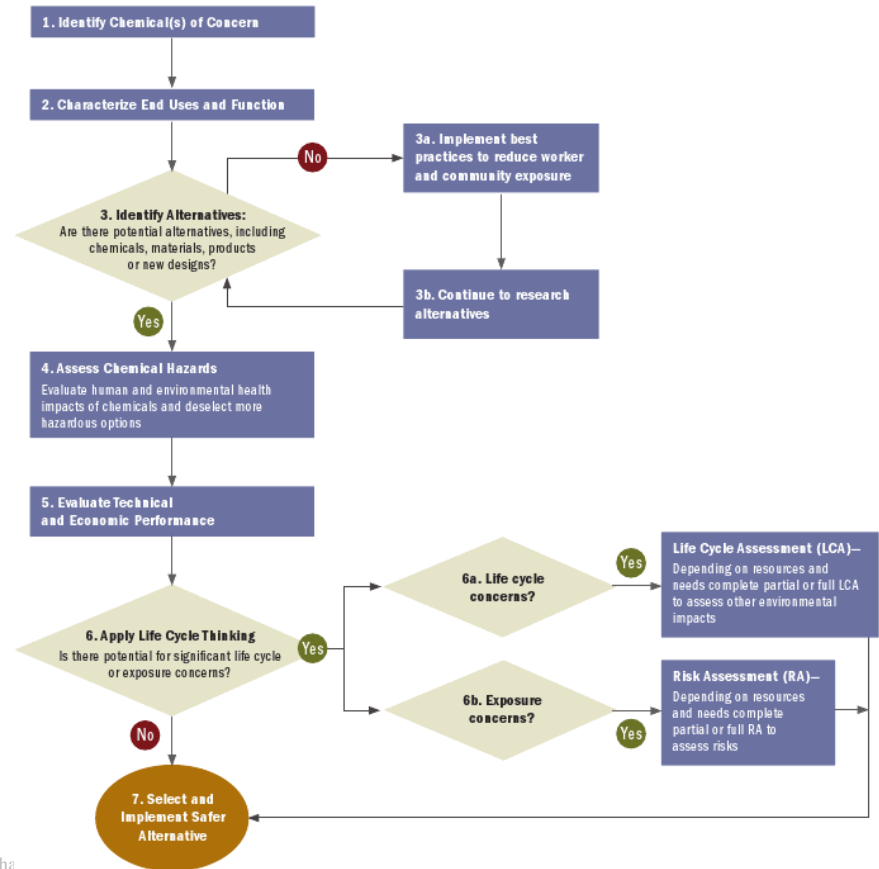 1. Identify Chemical(s) of Concern
2. Characterize End Uses and Function
No
3a. Implement best
practices to reduce worker
and community exposure
3. Identify Alternatives:
Are there potential alternatives, including
chemicals, materials, products
or new designs?
3b. Continue to research
alternatives
Yes
4. Assess Chemical Hazards
Evaluate human and environmental health
impacts of chemicals and deselect more
hazardous options
5. Evaluate Technical
and Economic Performance
6. Apply Life Cycle Thinking
Is there potential for significant life cycle
or exposure concerns?
Yes
6a. Life cycle
concerns?
Yes
Life Cycle Assessment (LCA)—
Depending on resources and
needs complete partial or full LCA
to assess other environmental
impacts
6b. Exposure
concerns?
Yes
Risk Assessment (RA)—
Depending on resources
and needs complete
partial or full RA to
assess risks
No
7. Select and
Implement Safer
Alternative